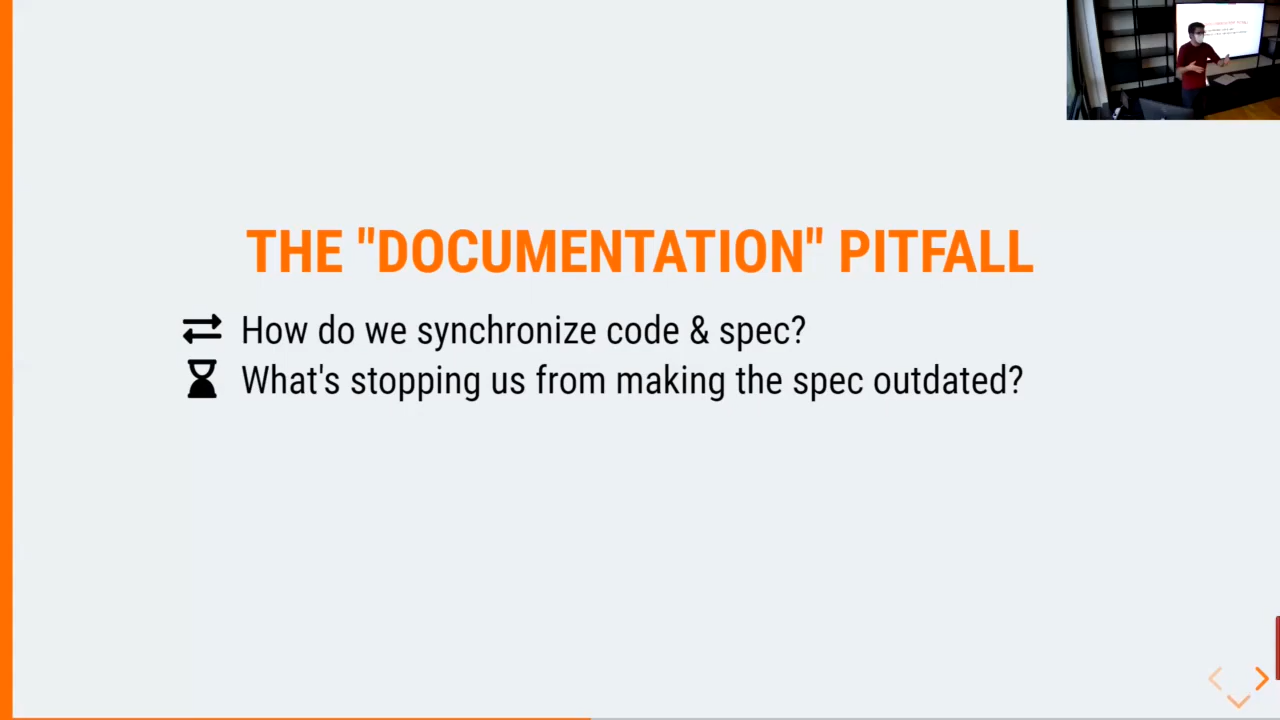 THE "DOCUMENTATION" PITFALL
How do we synchronize code & spec?
What's stopping us from making the spec outdated?